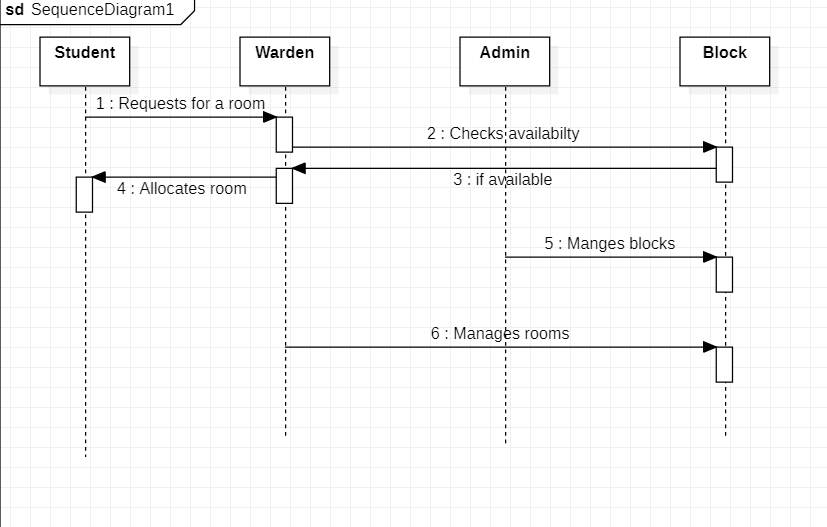 sd SequenceDiagram1
Student Warden Admin Block
1 : Requests for a room
2 : Checks availabilty
3 : if available
4 : Allocates room
5 : Manges blocks
6 : Manages rooms